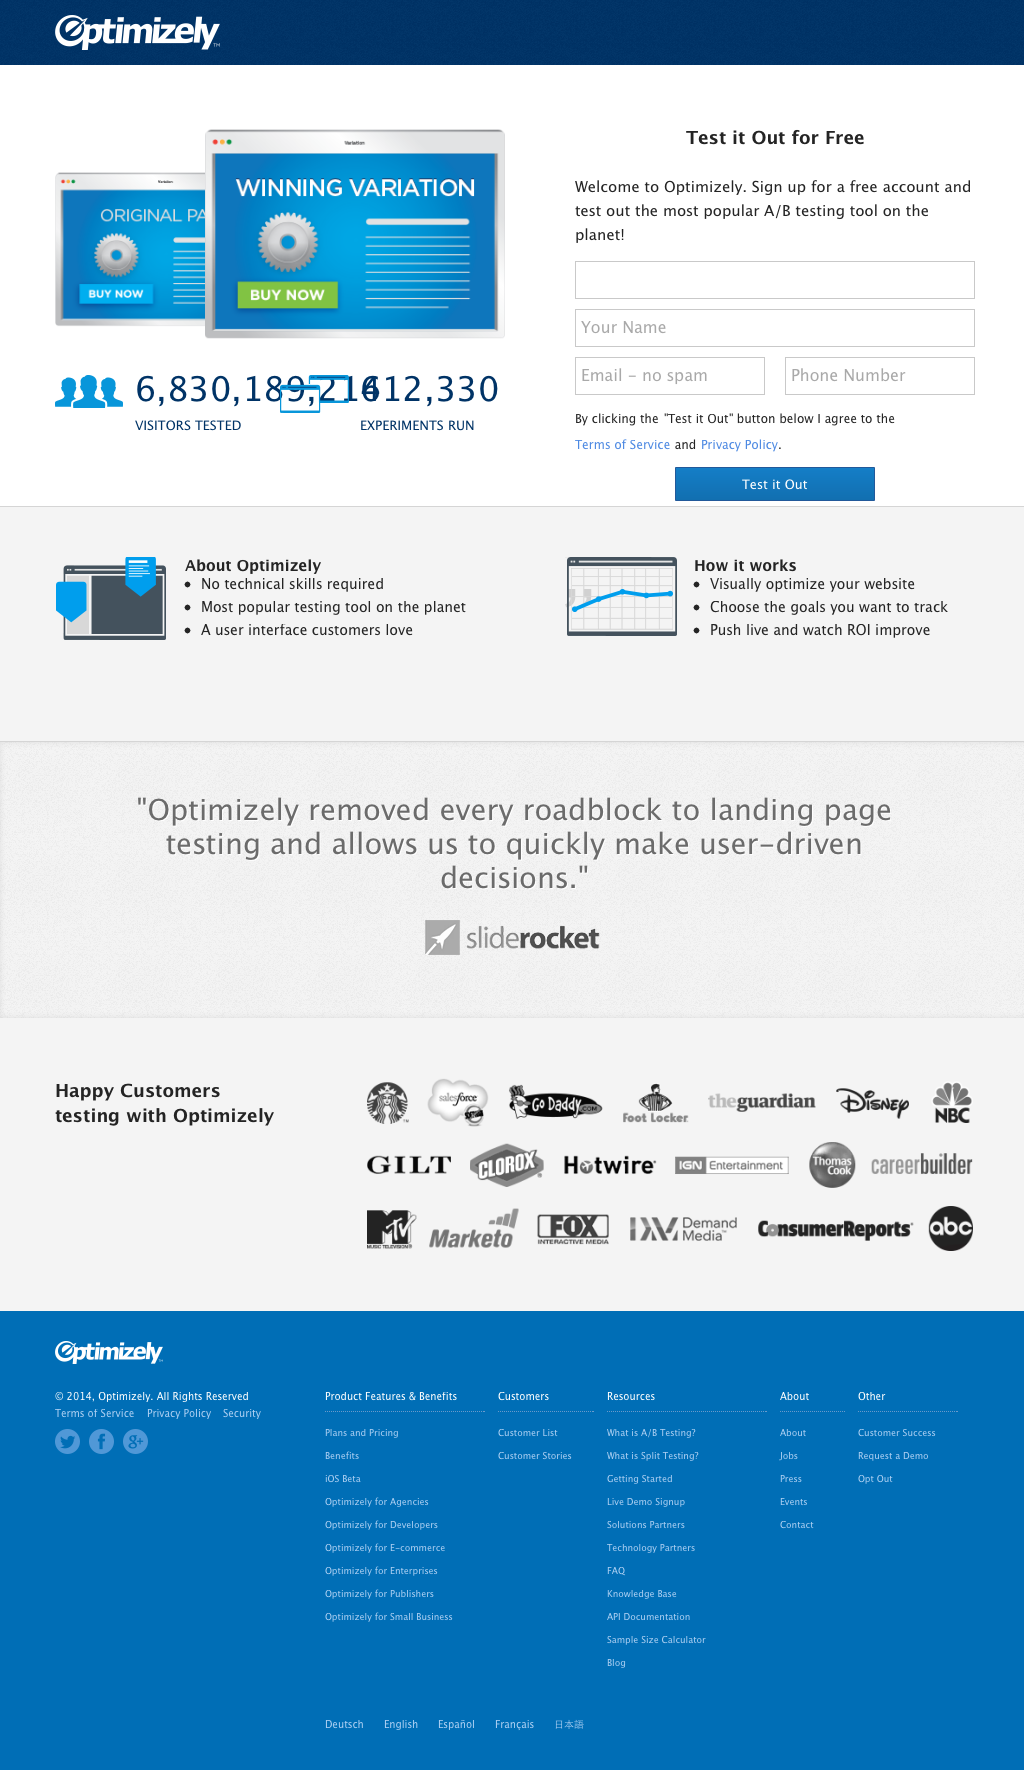 Optimizely™
Variation
WINNING VARIATION
BUY NOW
Variation
ORIGINAL PA
BUY NOW
6,830,189,214
VISITORS TESTED
412,330
EXPERIMENTS RUN
Test it Out for Free
Welcome to Optimizely. Sign up for a free account and
test out the most popular A/B testing tool on the
planet!
Your Name
Email - no spam
Phone Number
By clicking the "Test it Out" button below I agree to the
Terms of Service and Privacy Policy.
Test it Out
About Optimizely
• No technical skills required
• Most popular testing tool on the planet
• A user interface customers love
How it works
• Visually optimize your website
• Choose the goals you want to track
• Push live and watch ROI improve
"Optimizely removed every roadblock to landing page
testing and allows us to quickly make user-driven
decisions."
sliderocket
Happy Customers
testing with Optimizely
salesforce
Go Daddy.COM
Foot Locker
theguardian
Disney
NBC
GILT
CLOROX
Hotwire
IGN Entertainment
Thomas Cook
careerbuilder
MTV
MUSIC TELEVISION
Marketo
FOX
INTERACTIVE MEDIA
Demand Media™
ConsumerReports
abc
Optimizely
© 2014, Optimizely. All Rights Reserved
Terms of Service Privacy Policy Security
Product Features & Benefits
Plans and Pricing
Benefits
iOS Beta
Optimizely for Agencies
Optimizely for Developers
Optimizely for E-commerce
Optimizely for Enterprises
Optimizely for Publishers
Optimizely for Small Business
Customers
Customer List
Customer Stories
Resources
What is A/B Testing?
What is Split Testing?
Getting Started
Live Demo Signup
Solutions Partners
Technology Partners
FAQ
Knowledge Base
API Documentation
Sample Size Calculator
Blog
About
About
Jobs
Press
Events
Contact
Other
Customer Success
Request a Demo
Opt Out
Deutsch English Español Français 日本語